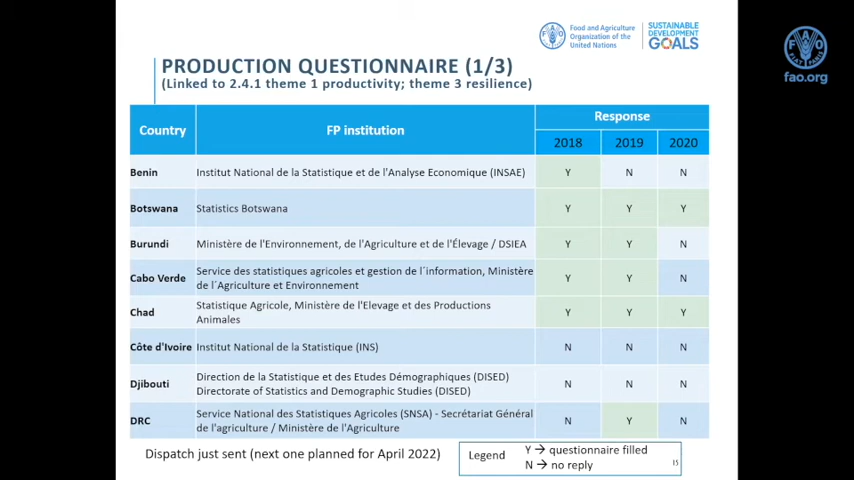 Food and Agriculture
Organization of the
United Nations
SUSTAINABLE
DEVELOPMENT
GOALS
FAO
FIAT PANIS
fao.org
PRODUCTION QUESTIONNAIRE (1/3)
(Linked to 2.4.1 theme 1 productivity; theme 3 resilience)
Country FP institution Response
2018 2019 2020
Benin Institut National de la Statistique et de l'Analyse Economique (INSAE) Y N N
Botswana Statistics Botswana Y Y Y
Burundi Ministère de l'Environnement, de l'Agriculture et de l'Élevage / DSIEA Y Y N
Cabo Verde Service des statistiques agricoles et gestion de l´information, Ministère
de l´Agriculture et Environnement Y Y N
Chad Statistique Agricole, Ministère de l'Elevage et des Productions
Animales Y Y Y
Côte d'Ivoire Institut National de la Statistique (INS) N N N
Djibouti Direction de la Statistique et des Etudes Démographiques (DISED)
Directorate of Statistics and Demographic Studies (DISED) N N N
DRC Service National des Statistiques Agricoles (SNSA) - Secrétariat Général
de l'agriculture / Ministère de l'Agriculture N Y N
Dispatch just sent (next one planned for April 2022)
Legend Y → questionnaire filled
N → no reply
15